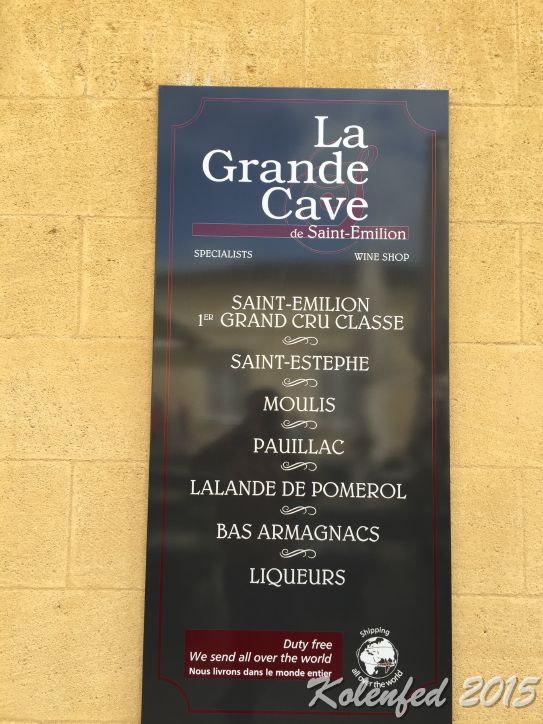 La
Grande
Cave
de Saint-Emilion
SPECIALISTS WINE SHOP
SAINT-EMILION
1ER GRAND CRU CLASSE
SAINT-ESTEPHE
MOULIS
PAUILLAC
LALANDE DE POMEROL
BAS ARMAGNACS
LIQUEURS
Duty free
We send all over the world
Nous livrons dans le monde entier
Shipping
all over the world
Kolenfed 2015